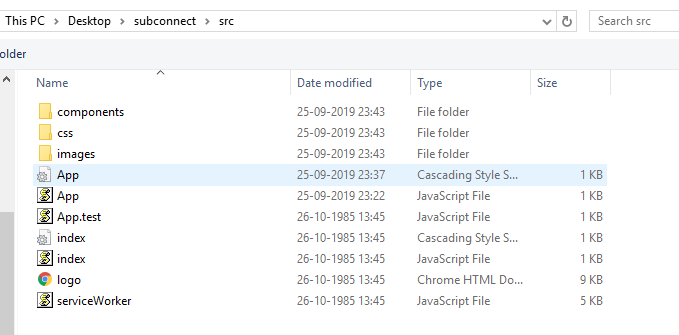 This PC > Desktop > subconnect > src
Search src
older
Name Date modified Type Size
components 25-09-2019 23:43 File folder
css 25-09-2019 23:43 File folder
images 25-09-2019 23:43 File folder
App 25-09-2019 23:37 Cascading Style S... 1 KB
App 25-09-2019 23:22 JavaScript File 1 KB
App.test 26-10-1985 13:45 JavaScript File 1 KB
index 26-10-1985 13:45 Cascading Style S... 1 KB
index 26-10-1985 13:45 JavaScript File 1 KB
logo 26-10-1985 13:45 Chrome HTML Do... 9 KB
serviceWorker 26-10-1985 13:45 JavaScript File 5 KB